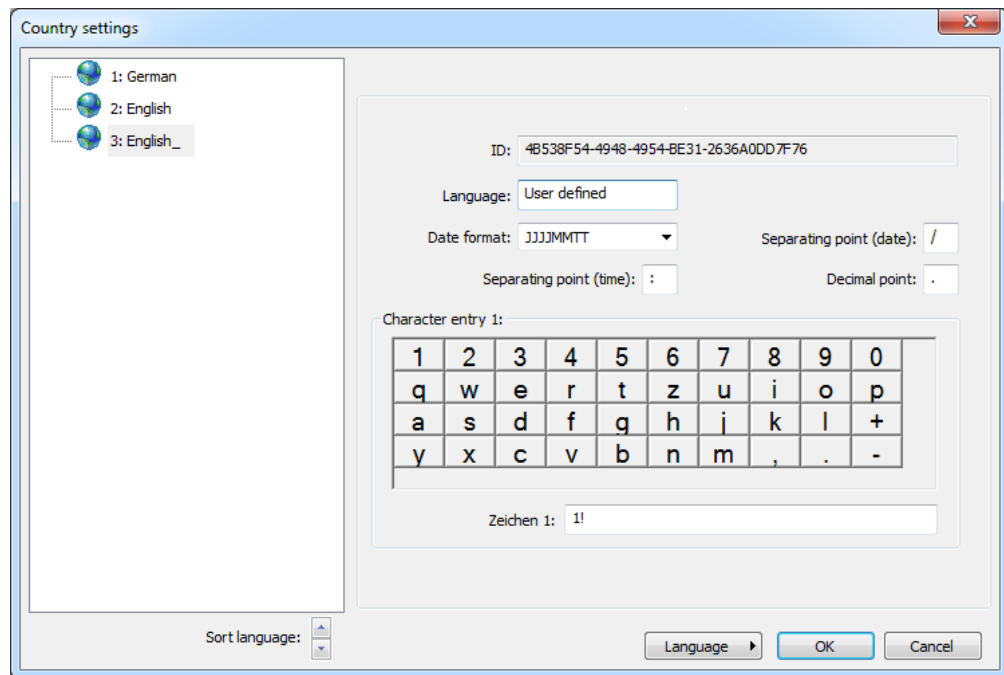 Country settings
1: German
2: English
3: English_
ID: 4B538F54-4948-4954-BE31-2636A0DD7F76
Language: User defined
Date format: JJJJMMTT Separating point (date): /
Separating point (time): : Decimal point: .
Character entry 1:
1 2 3 4 5 6 7 8 9 0
q w e r t z u i o p
a s d f g h j k l +
y x c v b n m , . -
Zeichen 1: 1!
Sort language:
Language OK Cancel